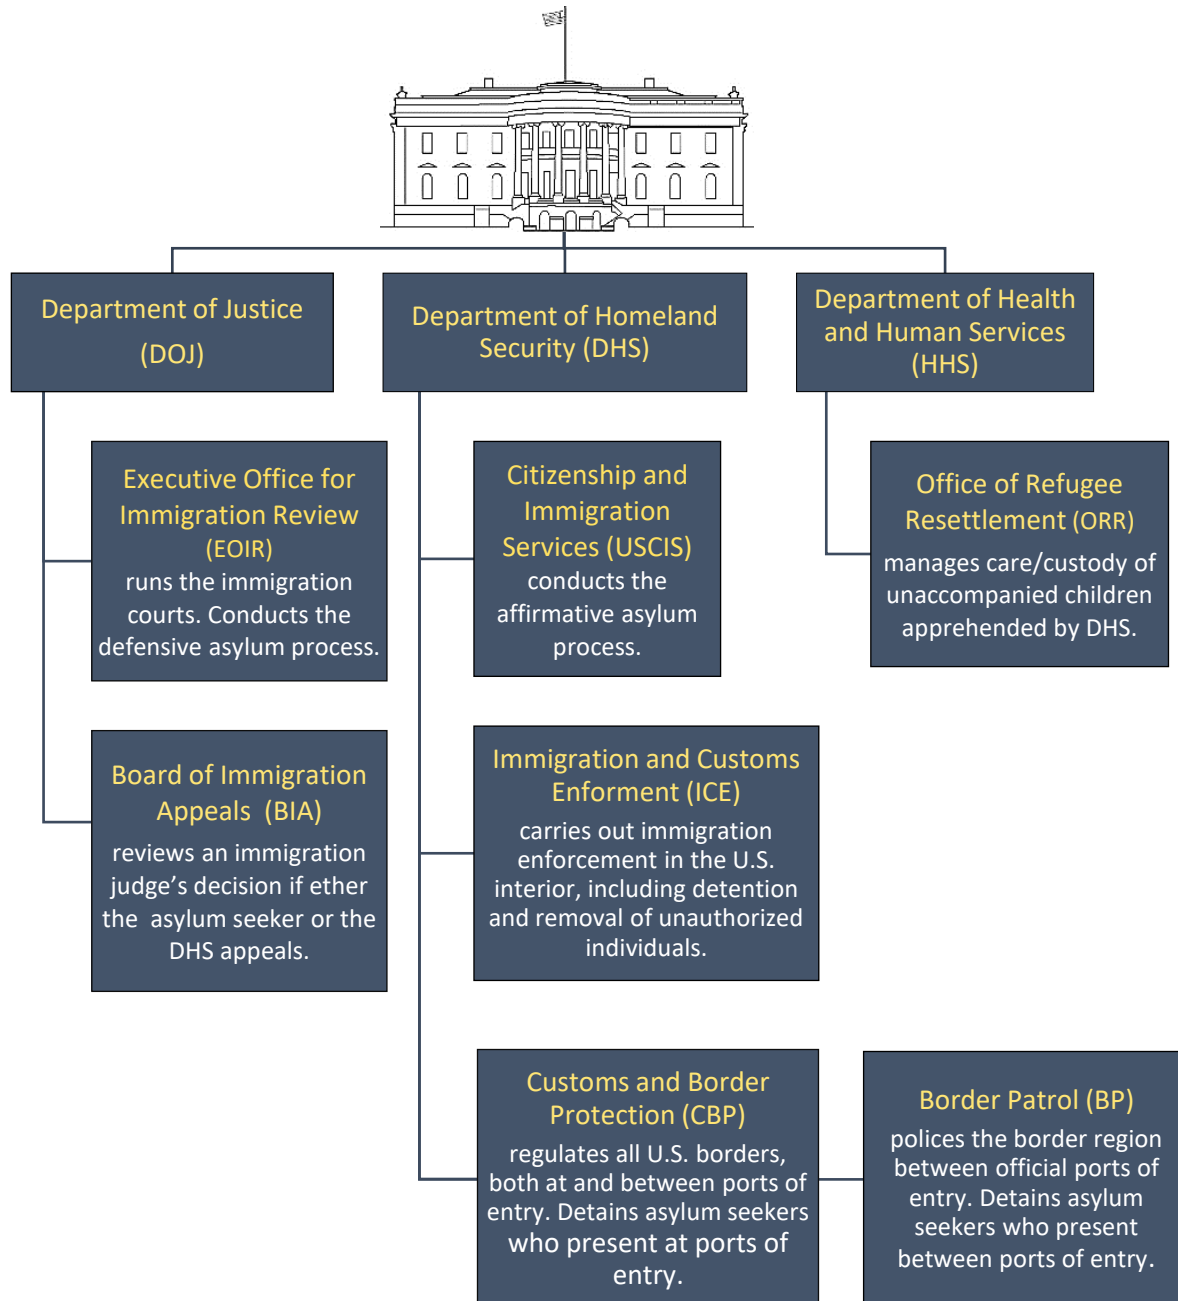 Department of Justice
(DOJ)
Department of Homeland
Security (DHS)
Department of Health
and Human Services
(HHS)
Executive Office for
Immigration Review
(EOIR)
runs the immigration
courts. Conducts the
defensive asylum process.
Citizenship and
Immigration
Services (USCIS)
conducts the
affirmative asylum
process.
Office of Refugee
Resettlement (ORR)
manages care/custody of
unaccompanied children
apprehended by DHS.
Board of Immigration
Appeals (BIA)
reviews an immigration
judge’s decision if ether
the asylum seeker or the
DHS appeals.
Immigration and Customs
Enforment (ICE)
carries out immigration
enforcement in the U.S.
interior, including detention
and removal of unauthorized
individuals.
Customs and Border
Protection (CBP)
regulates all U.S. borders,
both at and between ports of
entry. Detains asylum seekers
who present at ports of
entry.
Border Patrol (BP)
polices the border region
between official ports of
entry. Detains asylum
seekers who present
between ports of entry.